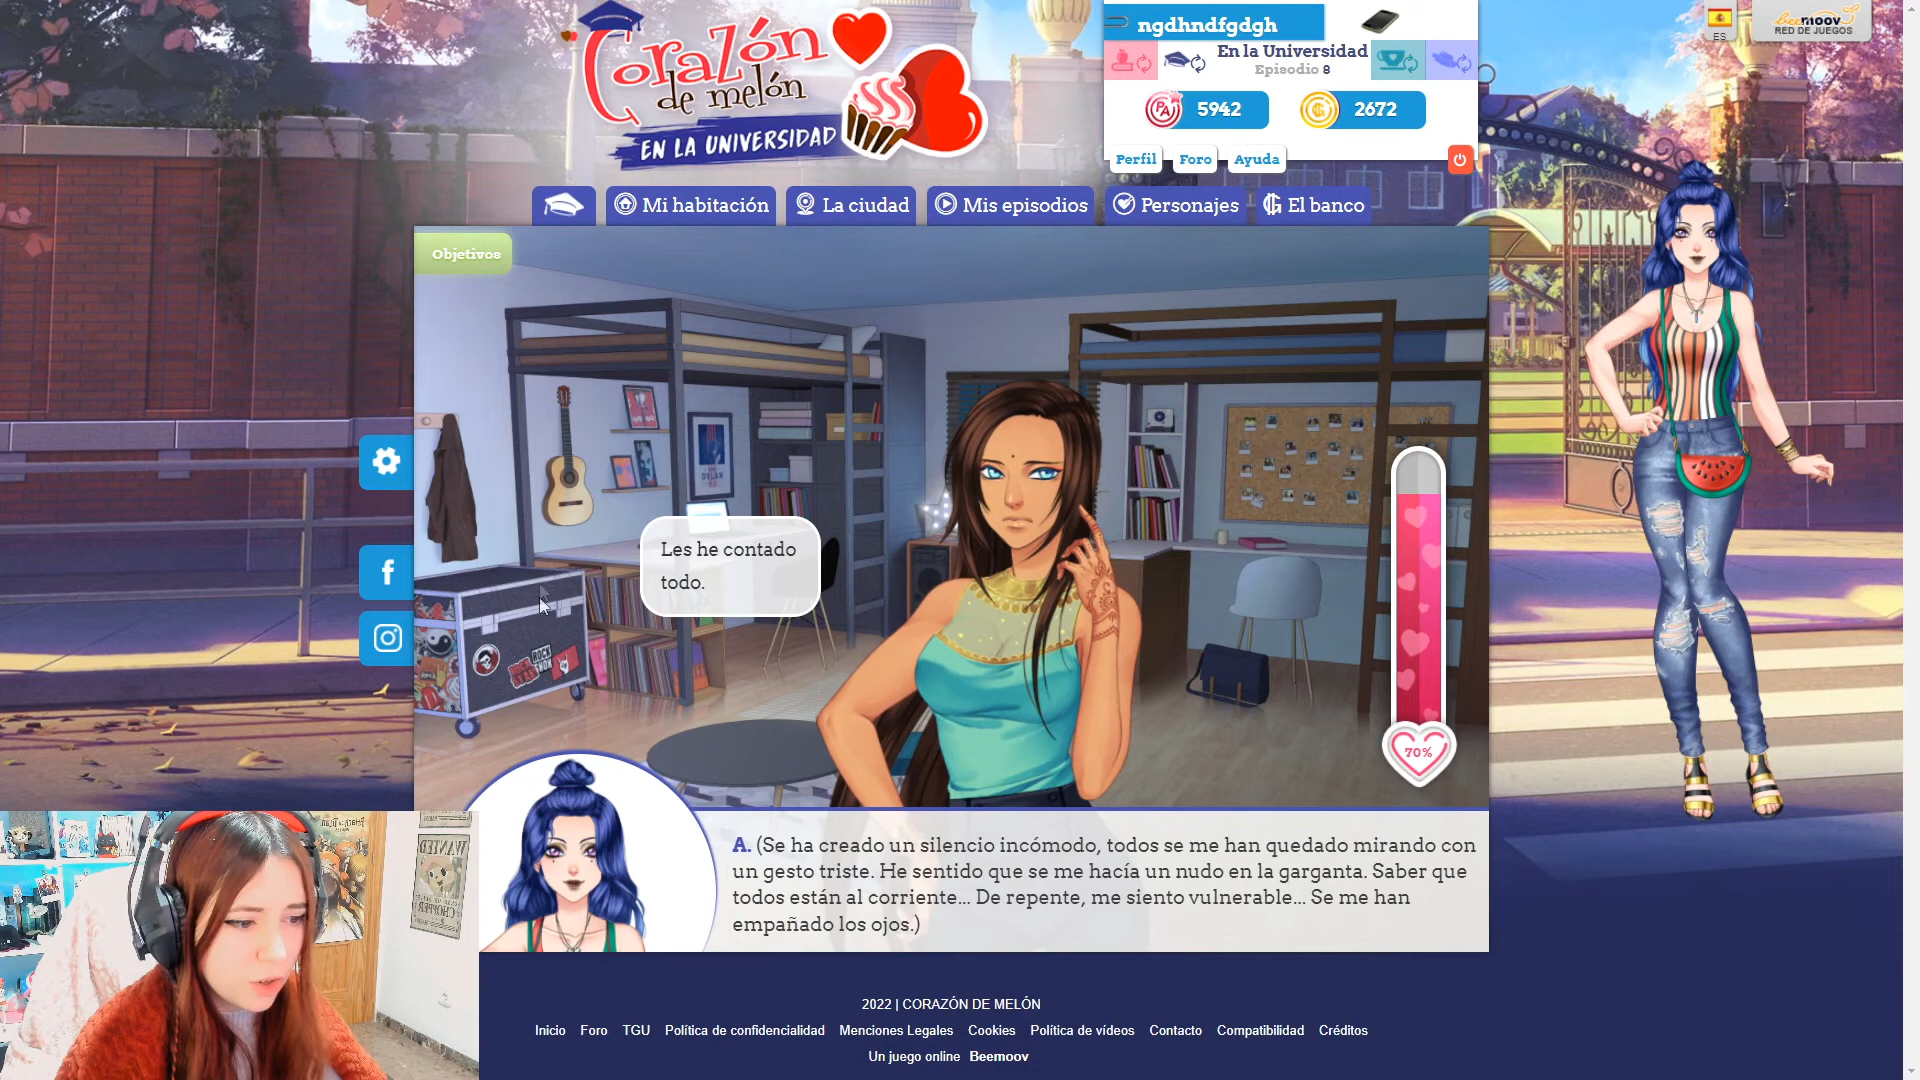 Corazón
de melón
EN LA UNIVERSIDAD
ngdhndfgdgh
En la Universidad
Episodio 8
PA
5942
2672
Perfil
Foro
Ayuda
ES
beemoov
RED DE JUEGOS
Mi habitación
La ciudad
Mis episodios
Personajes
El banco
Objetivos
DYLAN
Les he contado
todo.
ROCK
SHOW
70%
WANTED
CHOPPER
A. (Se ha creado un silencio incómodo, todos se me han quedado mirando con
un gesto triste. He sentido que se me hacía un nudo en la garganta. Saber que
todos están al corriente... De repente, me siento vulnerable... Se me han
empañado los ojos.)
2022 | CORAZÓN DE MELÓN
Inicio Foro TGU Política de confidencialidad Menciones Legales Cookies Política de vídeos Contacto Compatibilidad Créditos
Un juego online Beemoov